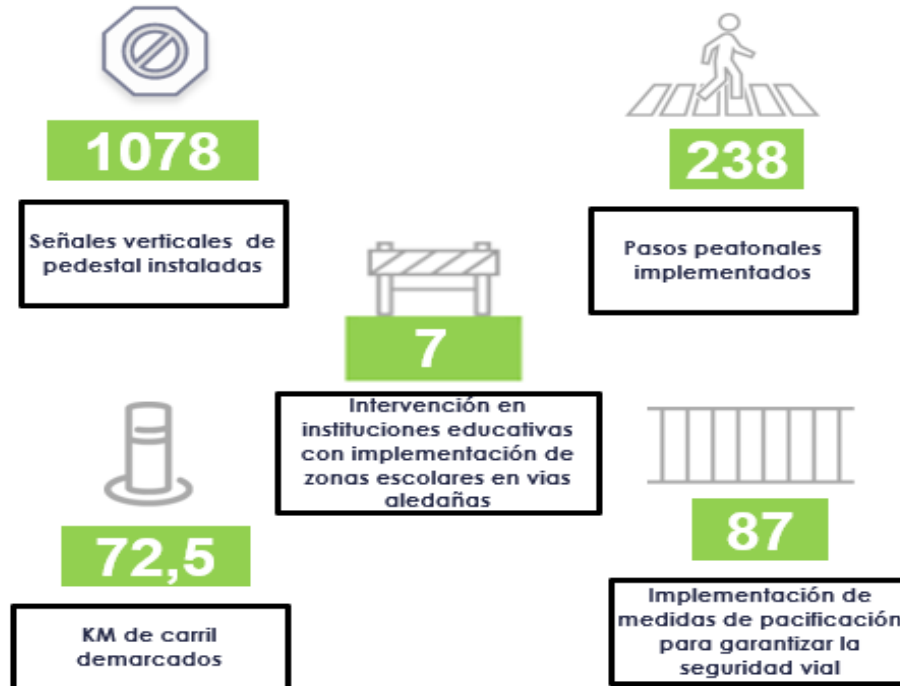 1078
Señales verticales de
pedestal instaladas
238
Pasos peatonales
implementados
7
Intervención en
instituciones educativas
con implementación de
zonas escolares en vias
aledañas
72,5
KM de carril
demarcados
87
Implementación de
medidas de pacificación
para garantizar la
seguridad vial